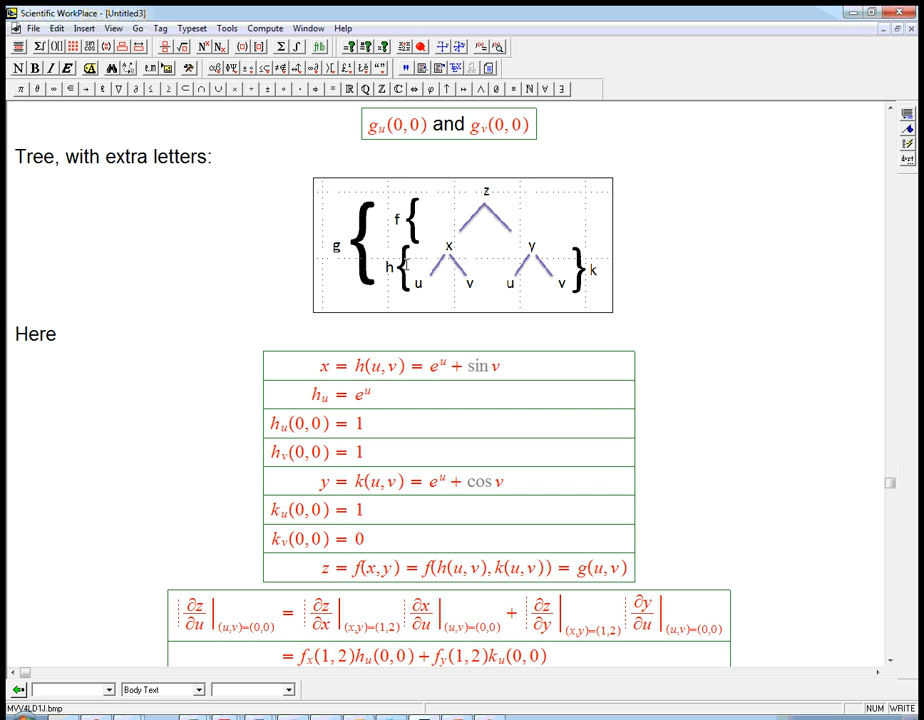 Scientific WorkPlace - [Untitled3]
File Edit Insert View Go Tag Typeset Tools Compute Window Help
g_u(0,0) and g_v(0,0)
Tree, with extra letters:
z
f {
g {
x y
h { } k
u v u v
Here
x = h(u,v) = e^u + sin v
h_u = e^u
h_u(0,0) = 1
h_v(0,0) = 1
y = k(u,v) = e^u + cos v
k_u(0,0) = 1
k_v(0,0) = 0
z = f(x,y) = f(h(u,v),k(u,v)) = g(u,v)
∂z/∂u |_(u,v)=(0,0) = ∂z/∂x |_(x,y)=(1,2) ∂x/∂u |_(u,v)=(0,0) + ∂z/∂y |_(x,y)=(1,2) ∂y/∂u |_(u,v)=(0,0)
= f_x(1,2)h_u(0,0) + f_y(1,2)k_u(0,0)
Body Text
MVV4LD1J.bmp NUM WRITE